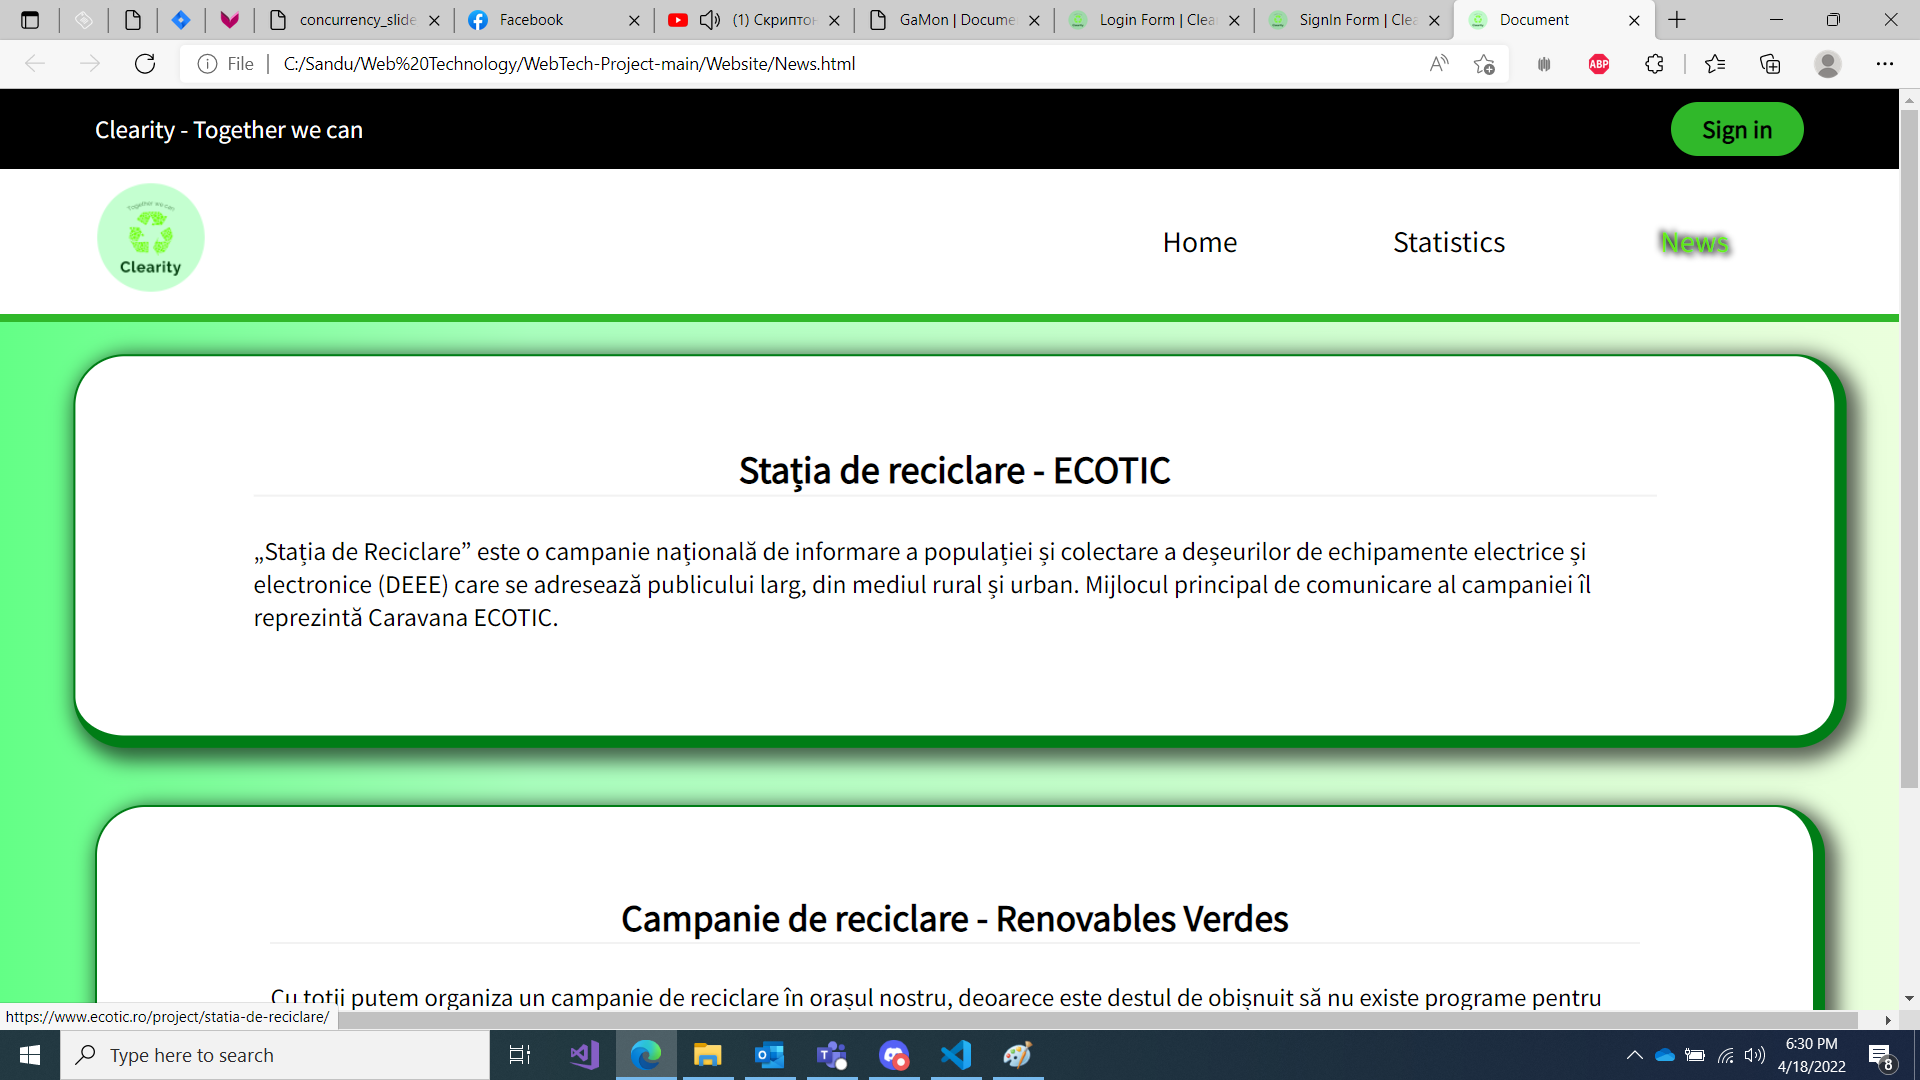 concurrency_slide
Facebook
(1) Скриптон
GaMon | Docume
Login Form | Clea
SignIn Form | Clea
Document
File
C:/Sandu/Web%20Technology/WebTech-Project-main/Website/News.html
ABP
Clearity - Together we can
Sign in
Together we can
Clearity
Home
Statistics
News
Stația de reciclare - ECOTIC
„Stația de Reciclare” este o campanie națională de informare a populației și colectare a deșeurilor de echipamente electrice și
electronice (DEEE) care se adresează publicului larg, din mediul rural și urban. Mijlocul principal de comunicare al campaniei îl
reprezintă Caravana ECOTIC.
Campanie de reciclare - Renovables Verdes
Cu toții putem organiza un campanie de reciclare în orașul nostru, deoarece este destul de obișnuit să nu existe programe pentru
https://www.ecotic.ro/project/statia-de-reciclare/
Type here to search
6:30 PM
4/18/2022
8